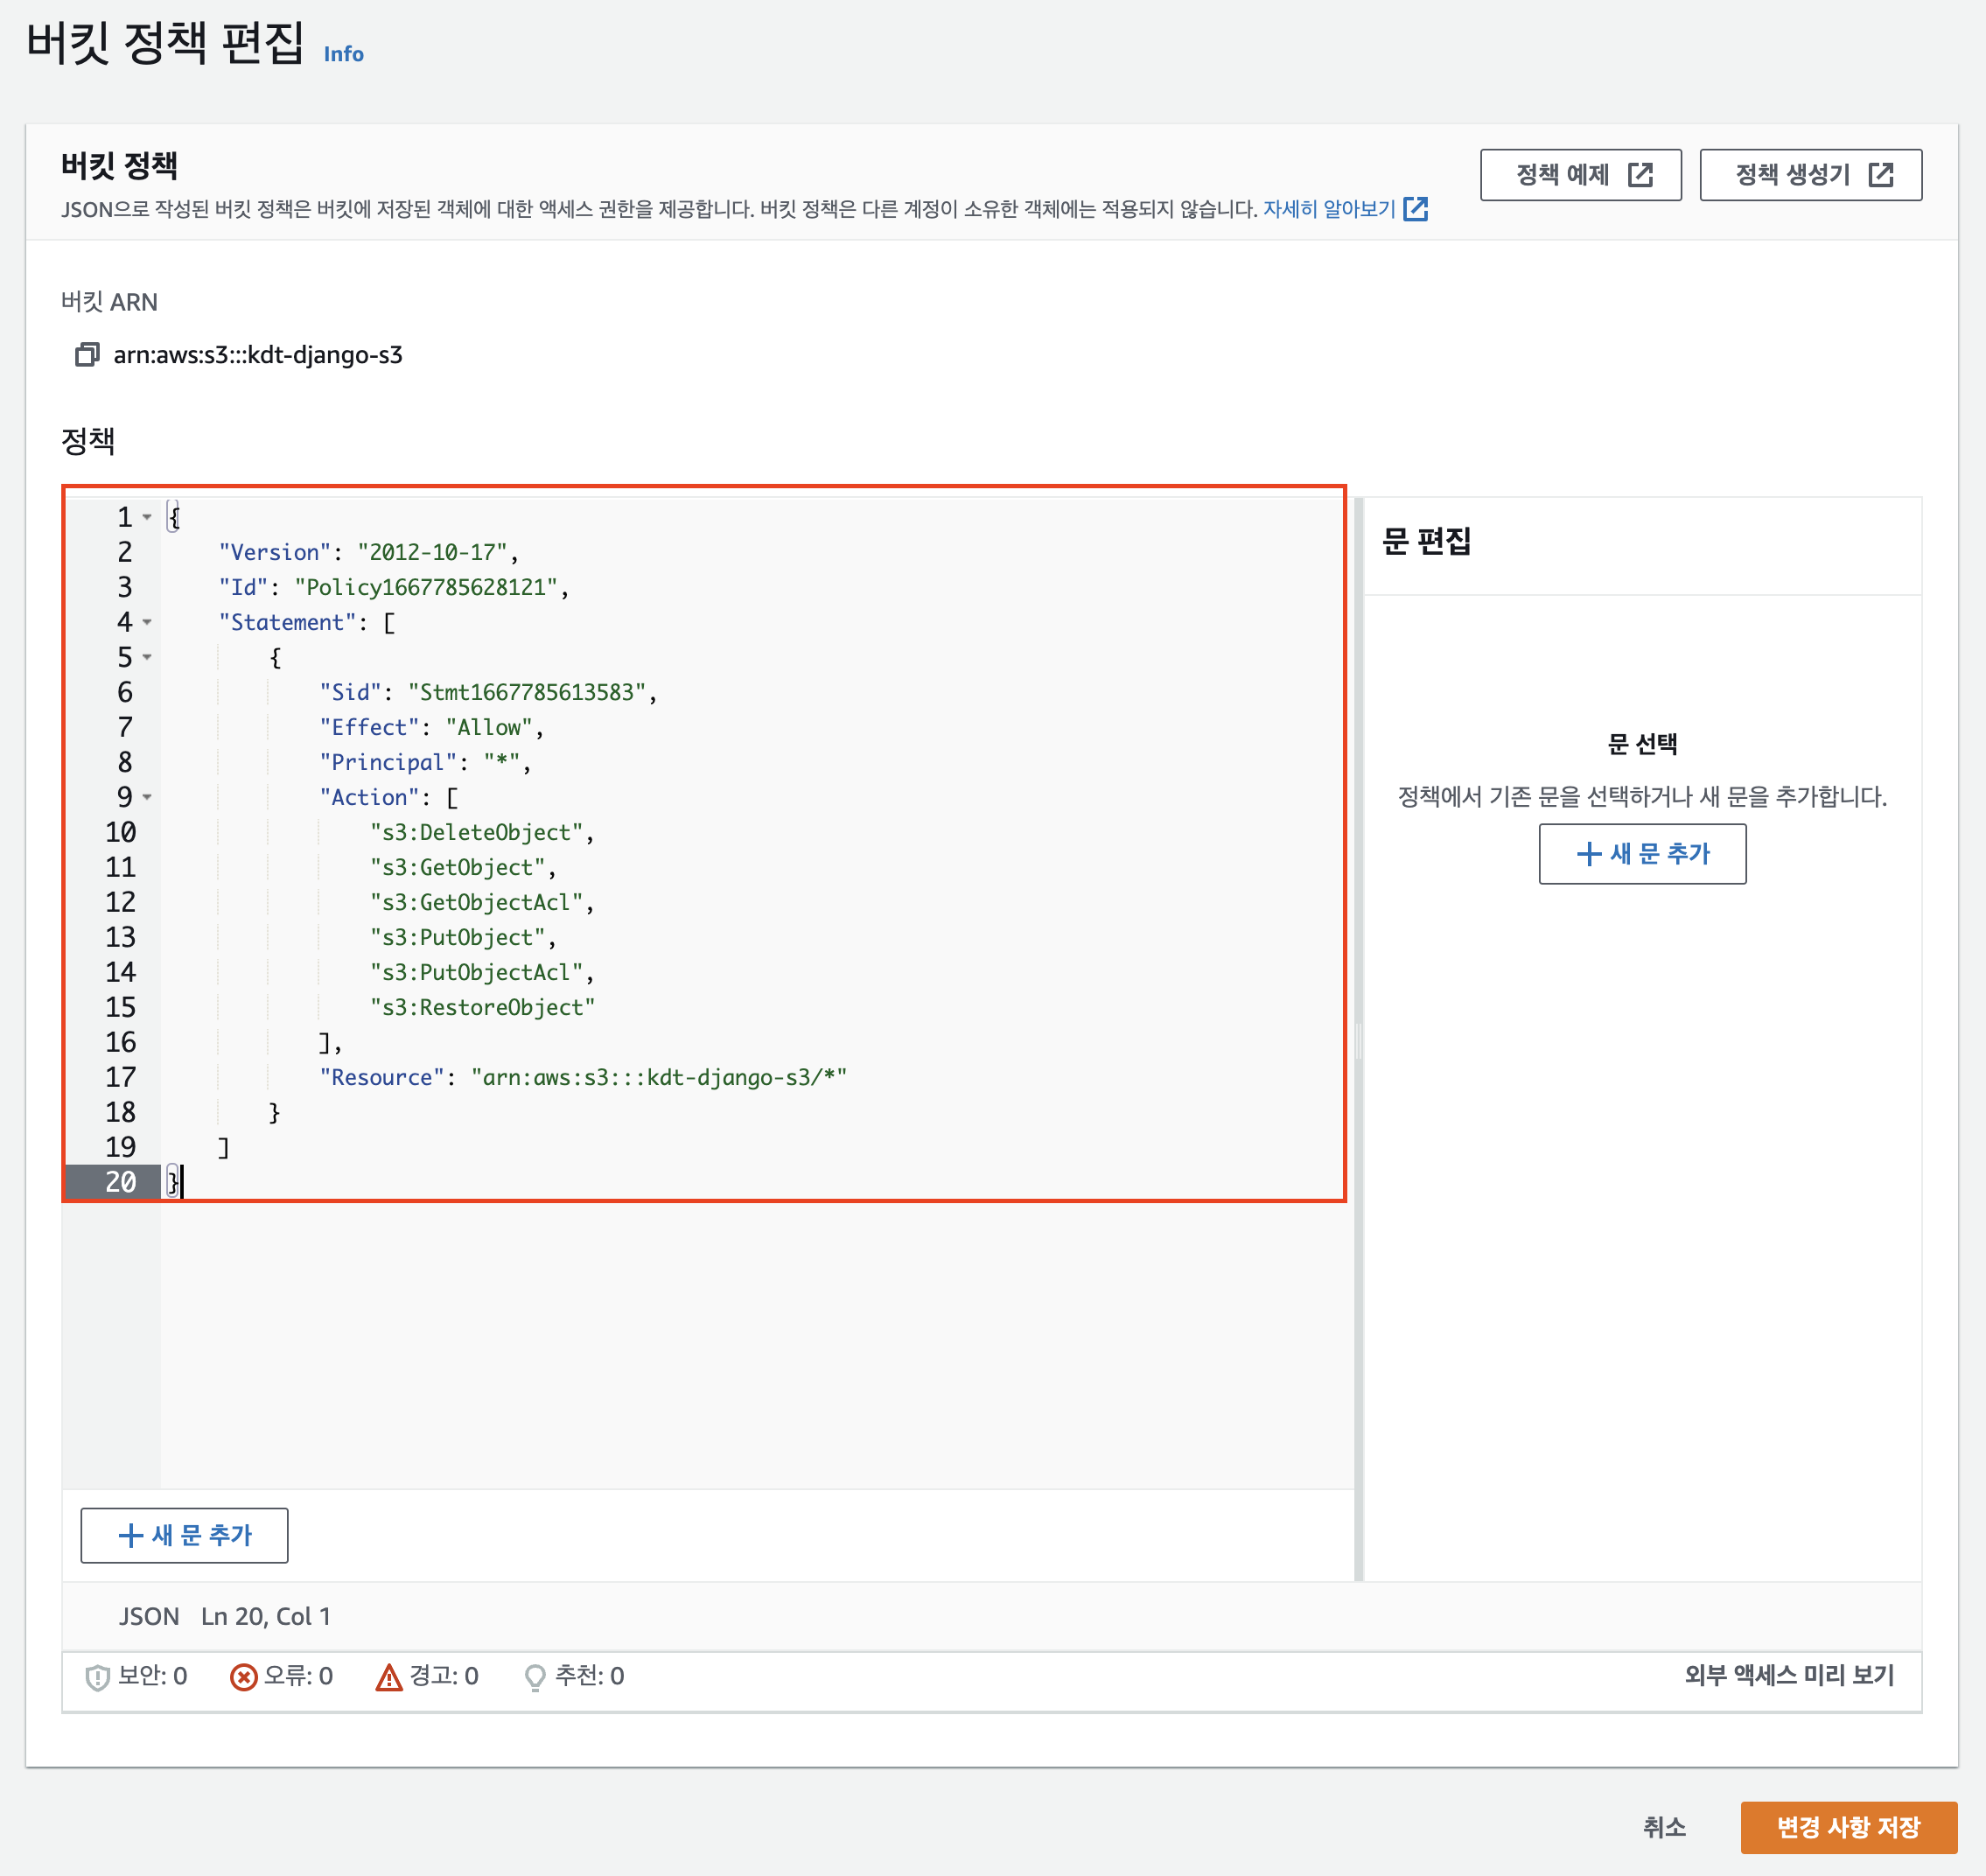 버킷 정책 편집 Info
버킷 정책
JSON으로 작성된 버킷 정책은 버킷에 저장된 객체에 대한 액세스 권한을 제공합니다. 버킷 정책은 다른 계정이 소유한 객체에는 적용되지 않습니다. 자세히 알아보기
정책 예제
정책 생성기
버킷 ARN
arn:aws:s3:::kdt-django-s3
정책
1 {
2 "Version": "2012-10-17",
3 "Id": "Policy1667785628121",
4 "Statement": [
5 {
6 "Sid": "Stmt1667785613583",
7 "Effect": "Allow",
8 "Principal": "*",
9 "Action": [
10 "s3:DeleteObject",
11 "s3:GetObject",
12 "s3:GetObjectAcl",
13 "s3:PutObject",
14 "s3:PutObjectAcl",
15 "s3:RestoreObject"
16 ],
17 "Resource": "arn:aws:s3:::kdt-django-s3/*"
18 }
19 ]
20 }
문 편집
문 선택
정책에서 기존 문을 선택하거나 새 문을 추가합니다.
새 문 추가
새 문 추가
JSON Ln 20, Col 1
보안: 0 오류: 0 경고: 0 추천: 0
외부 액세스 미리 보기
취소
변경 사항 저장